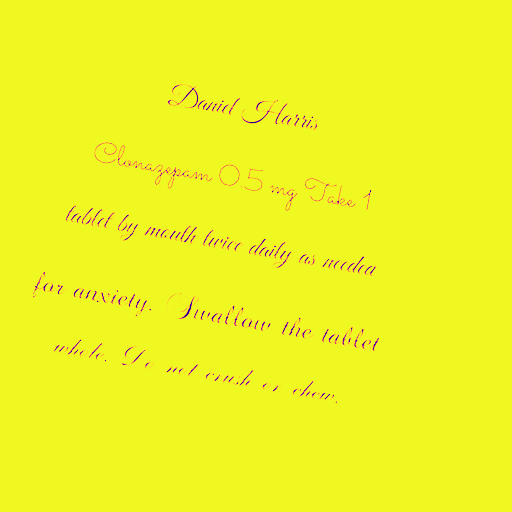 Daniel Harris
Clonazepam 0.5 mg Take 1
tablet by mouth twice daily as needed
for anxiety. Swallow the tablet
whole. Do not crush or chew.